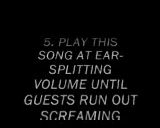 5. PLAY THIS
SONG AT EAR-
SPLITTING
VOLUME UNTIL
GUESTS RUN OUT
SCREAMING